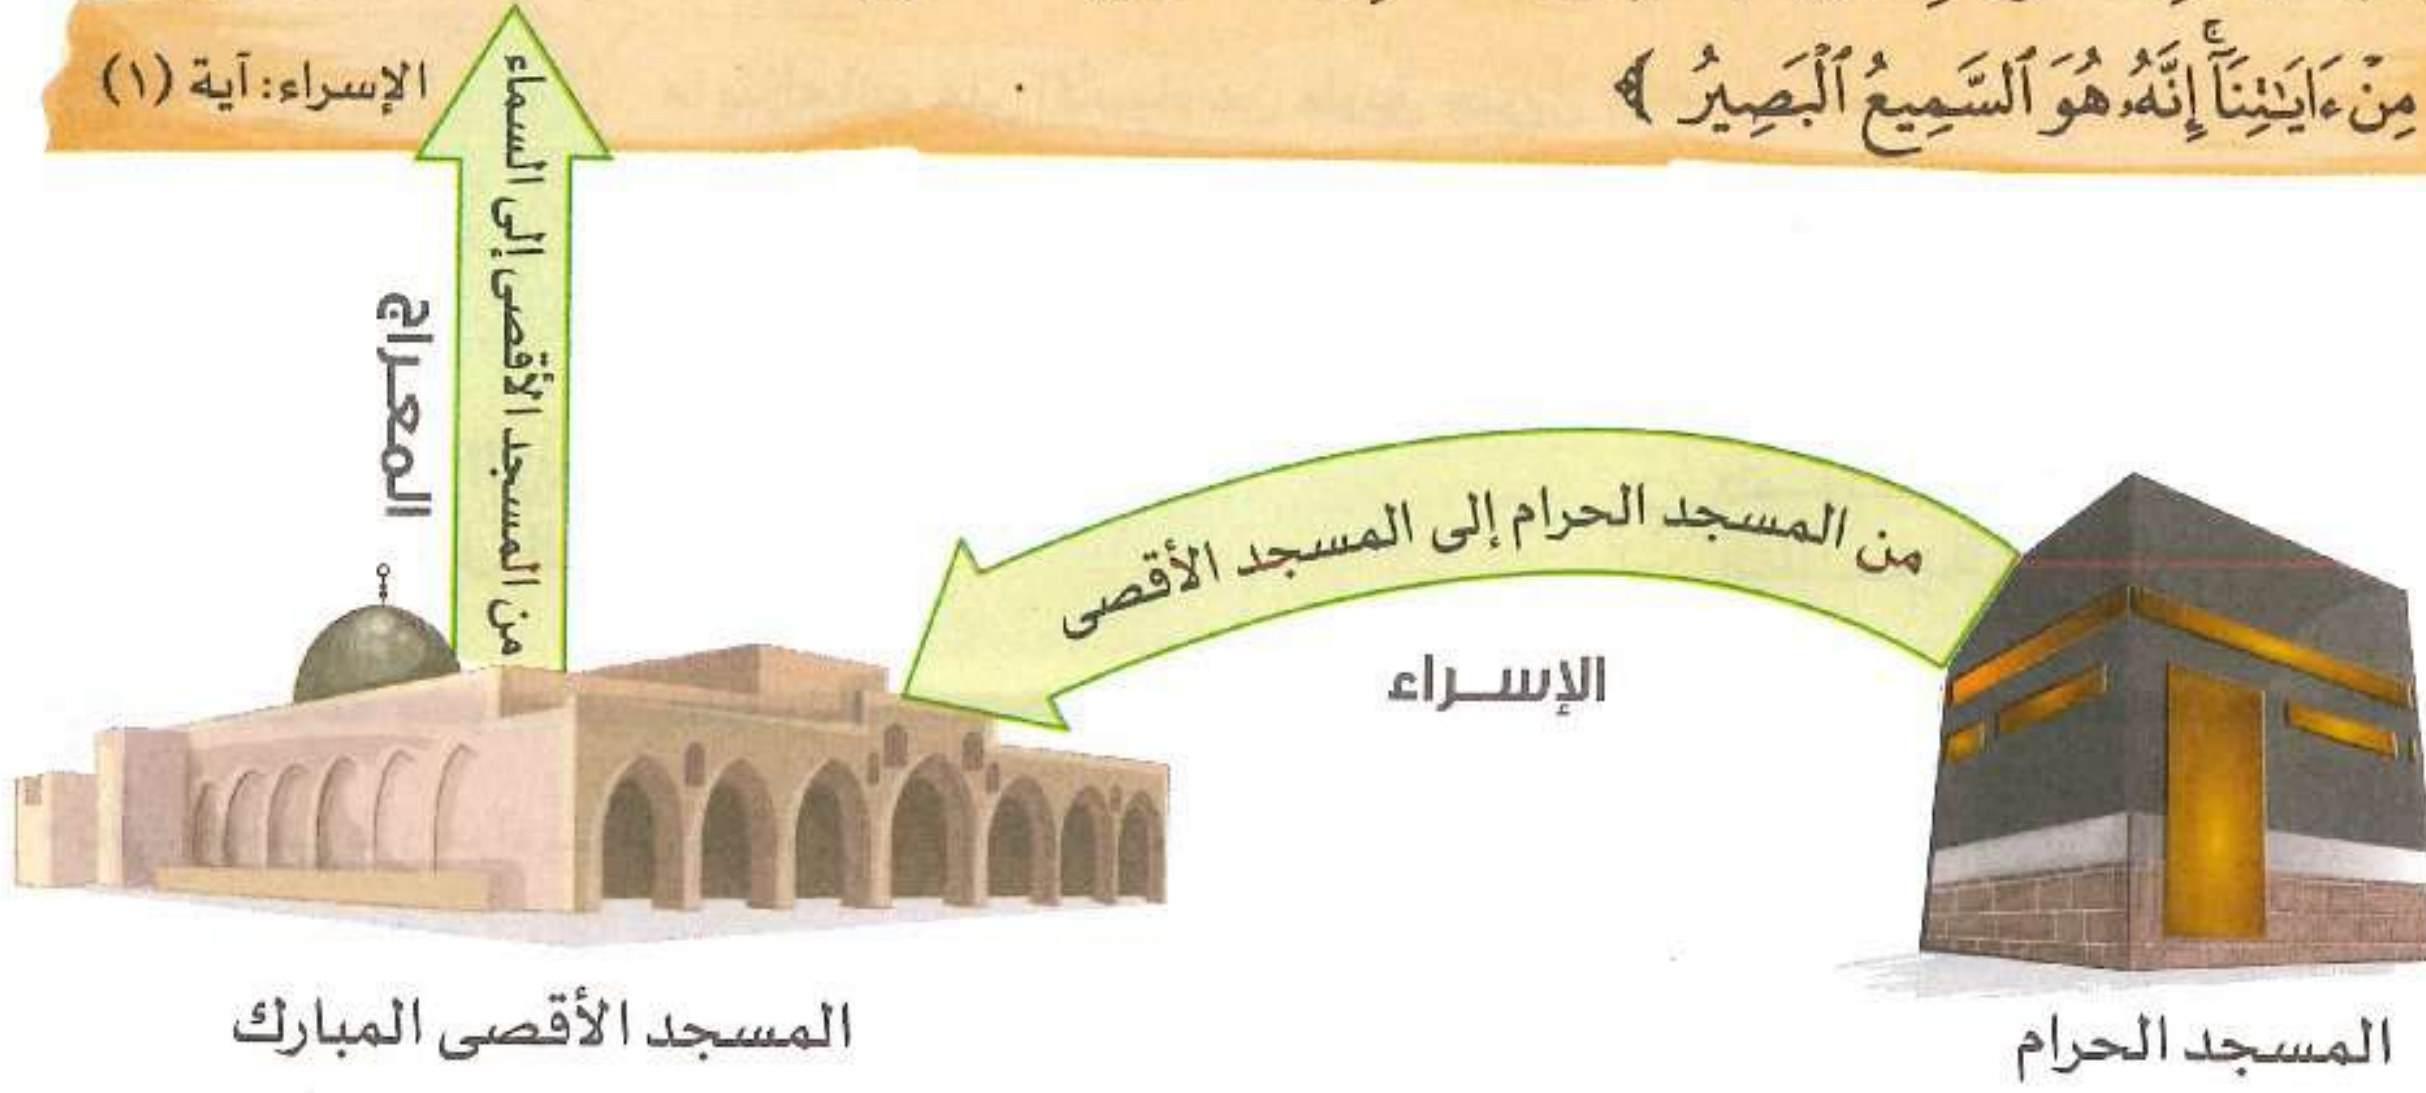 مِنْ ءَايَـٰتِنَآ ۚ إِنَّهُۥ هُوَ ٱلسَّمِيعُ ٱلْبَصِيرُ ﴾
الإسراء: آية (١)
من المسجد الحرام إلى المسجد الأقصى
الإسراء
من المسجد الأقصى إلى السماء
المعراج
المسجد الحرام
المسجد الأقصى المبارك